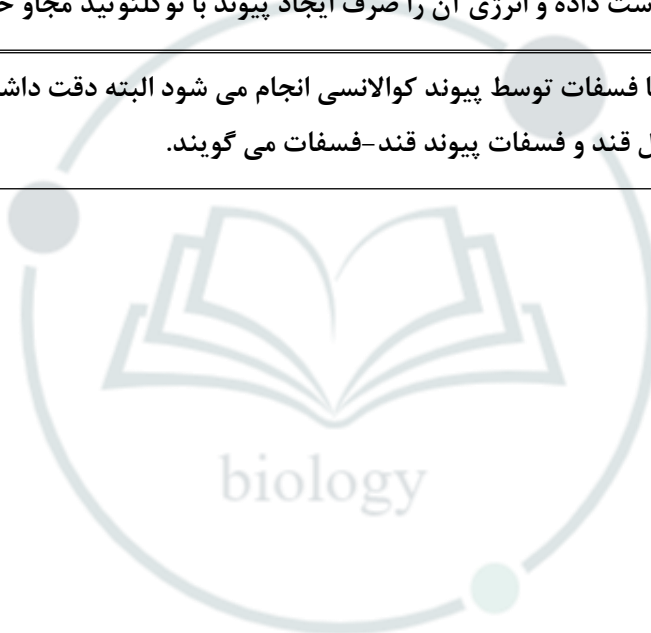 ست داده و انرژی آن را صرف ایجاد پیوند با نوکلئوتید مجاو
ا فسفات توسط پیوند کوالانسی انجام می شود البته دقت داش
ل قند و فسفات پیوند قند-فسفات می گویند.
biology